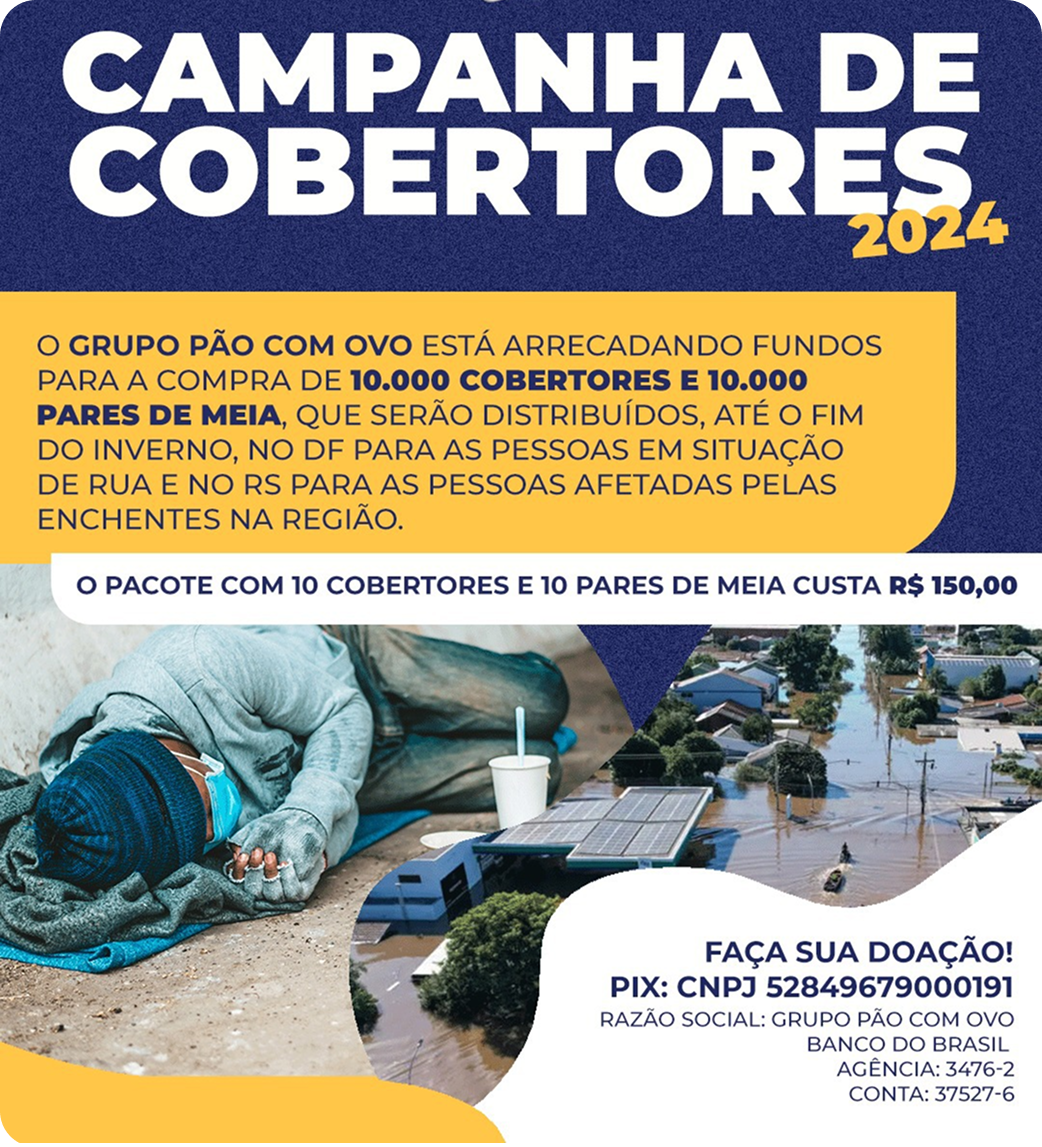 CAMPANHA DE
COBERTORES
2024
O GRUPO PÃO COM OVO ESTÁ ARRECADANDO FUNDOS
PARA A COMPRA DE 10.000 COBERTORES E 10.000
PARES DE MEIA, QUE SERÃO DISTRIBUÍDOS, ATÉ O FIM
DO INVERNO, NO DF PARA AS PESSOAS EM SITUAÇÃO
DE RUA E NO RS PARA AS PESSOAS AFETADAS PELAS
ENCHENTES NA REGIÃO.
O PACOTE COM 10 COBERTORES E 10 PARES DE MEIA CUSTA R$ 150,00
FAÇA SUA DOAÇÃO!
PIX: CNPJ 52849679000191
RAZÃO SOCIAL: GRUPO PÃO COM OVO
BANCO DO BRASIL
AGÊNCIA: 3476-2
CONTA: 37527-6